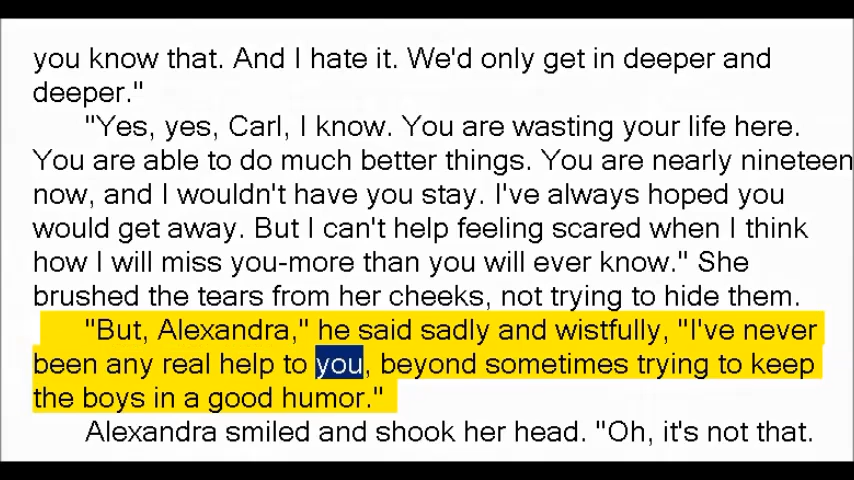 you know that. And I hate it. We'd only get in deeper and
deeper."
"Yes, yes, Carl, I know. You are wasting your life here.
You are able to do much better things. You are nearly nineteen
now, and I wouldn't have you stay. I've always hoped you
would get away. But I can't help feeling scared when I think
how I will miss you-more than you will ever know." She
brushed the tears from her cheeks, not trying to hide them.
"But, Alexandra," he said sadly and wistfully, "I've never
been any real help to you, beyond sometimes trying to keep
the boys in a good humor."
Alexandra smiled and shook her head. "Oh, it's not that.